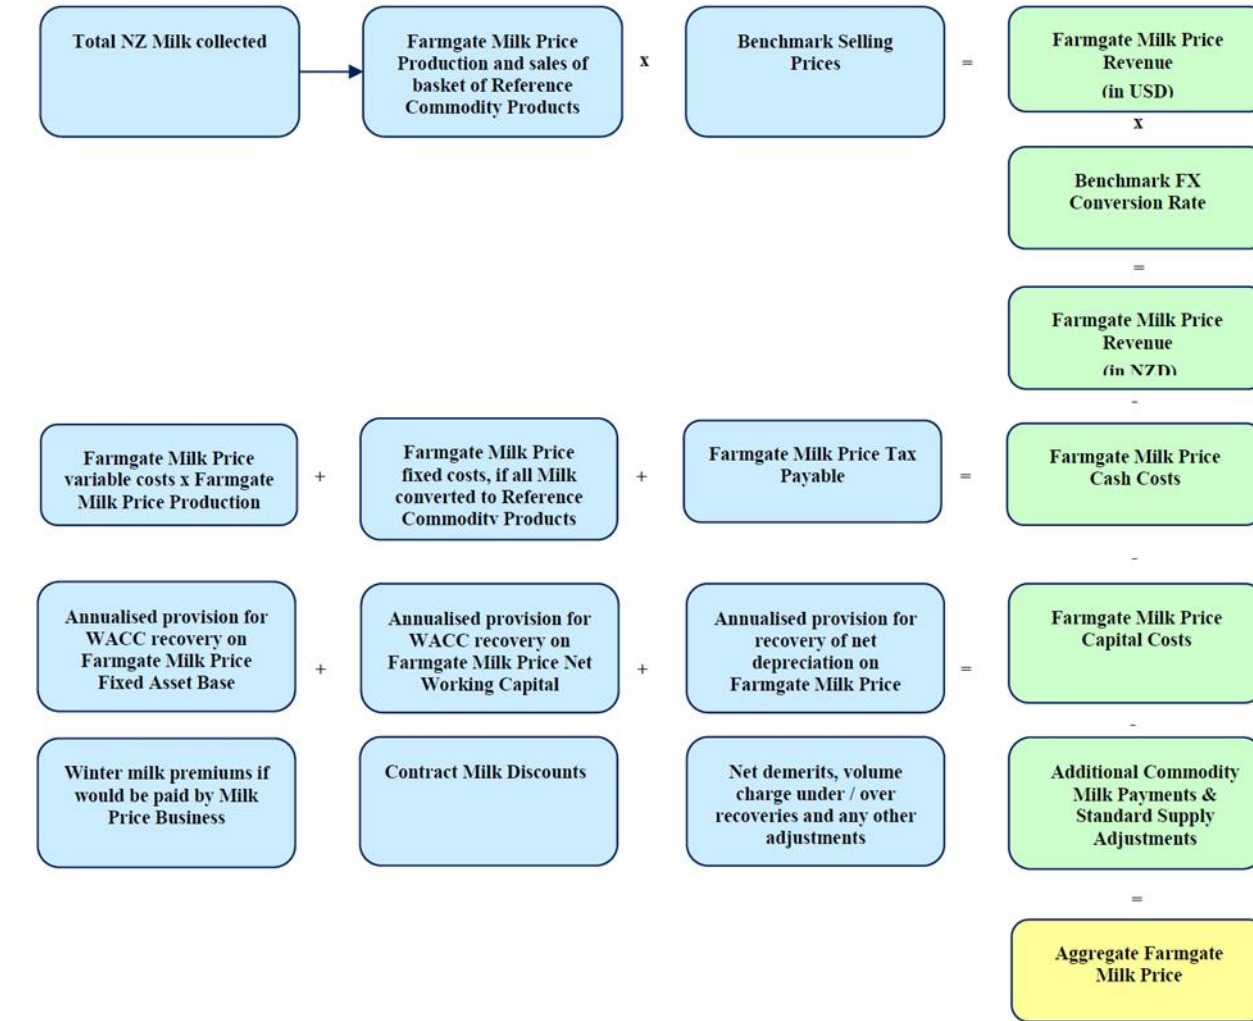 Total NZ Milk collected
Farmgate Milk Price
Production and sales of
basket of Reference
Commodity Products
x
Benchmark Selling
Prices
=
Farmgate Milk Price
Revenue
(in USD)
x
Benchmark FX
Conversion Rate
=
Farmgate Milk Price
Revenue
(in NZD)
-
Farmgate Milk Price
variable costs x Farmgate
Milk Price Production
+
Farmgate Milk Price
fixed costs, if all Milk
converted to Reference
Commodity Products
+
Farmgate Milk Price Tax
Payable
=
Farmgate Milk Price
Cash Costs
-
Annualised provision for
WACC recovery on
Farmgate Milk Price
Fixed Asset Base
+
Annualised provision for
WACC recovery on
Farmgate Milk Price Net
Working Capital
+
Annualised provision for
recovery of net
depreciation on
Farmgate Milk Price
=
Farmgate Milk Price
Capital Costs
-
Winter milk premiums if
would be paid by Milk
Price Business
Contract Milk Discounts
Net demerits, volume
charge under / over
recoveries and any other
adjustments
Additional Commodity
Milk Payments &
Standard Supply
Adjustments
=
Aggregate Farmgate
Milk Price